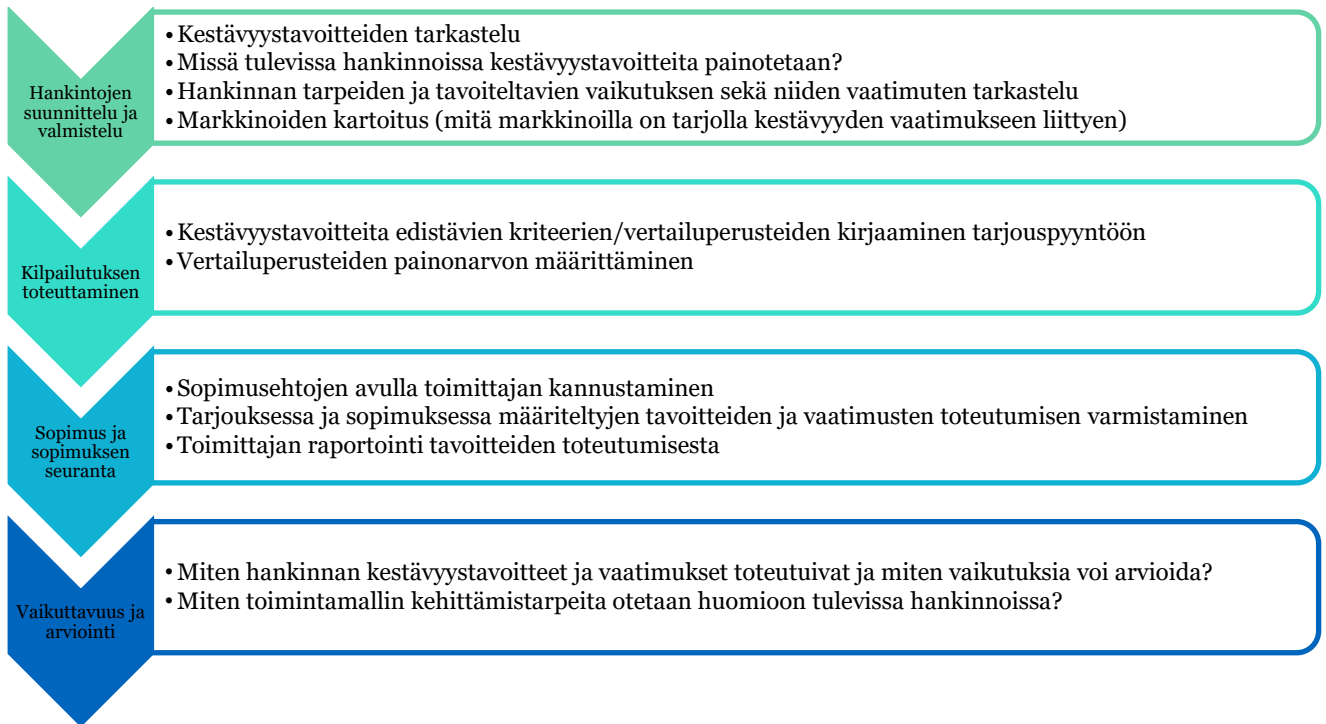 Hankintojen
suunnittelu ja
valmistelu
• Kestävyystavoitteiden tarkastelu
• Missä tulevissa hankinnoissa kestävyystavoitteita painotetaan?
• Hankinnan tarpeiden ja tavoiteltavien vaikutuksen sekä niiden vaatimuten tarkastelu
• Markkinoiden kartoitus (mitä markkinoilla on tarjolla kestävyyden vaatimukseen liittyen)
Kilpailutuksen
toteuttaminen
• Kestävyystavoitteita edistävien kriteerien/vertailuperusteiden kirjaaminen tarjouspyyntöön
• Vertailuperusteiden painonarvon määrittäminen
Sopimus ja
sopimuksen
seuranta
• Sopimusehtojen avulla toimittajan kannustaminen
• Tarjouksessa ja sopimuksessa määriteltyjen tavoitteiden ja vaatimusten toteutumisen varmistaminen
• Toimittajan raportointi tavoitteiden toteutumisesta
Vaikuttavuus ja
arviointi
• Miten hankinnan kestävyystavoitteet ja vaatimukset toteutuivat ja miten vaikutuksia voi arvioida?
• Miten toimintamallin kehittämistarpeita otetaan huomioon tulevissa hankinnoissa?